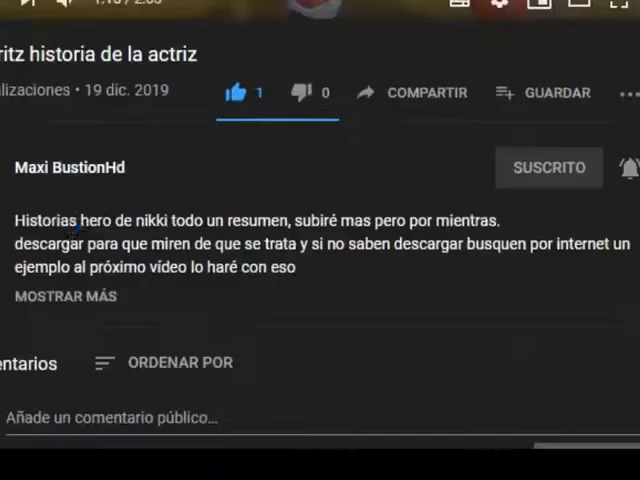 ritz historia de la actriz
lizaciones • 19 dic. 2019
1
0
COMPARTIR
GUARDAR
Maxi BustionHd
SUSCRITO
Historias hero de nikki todo un resumen, subiré mas pero por mientras.
descargar para que miren de que se trata y si no saben descargar busquen por internet un
ejemplo al próximo vídeo lo haré con eso
MOSTRAR MÁS
entarios
ORDENAR POR
Añade un comentario público...